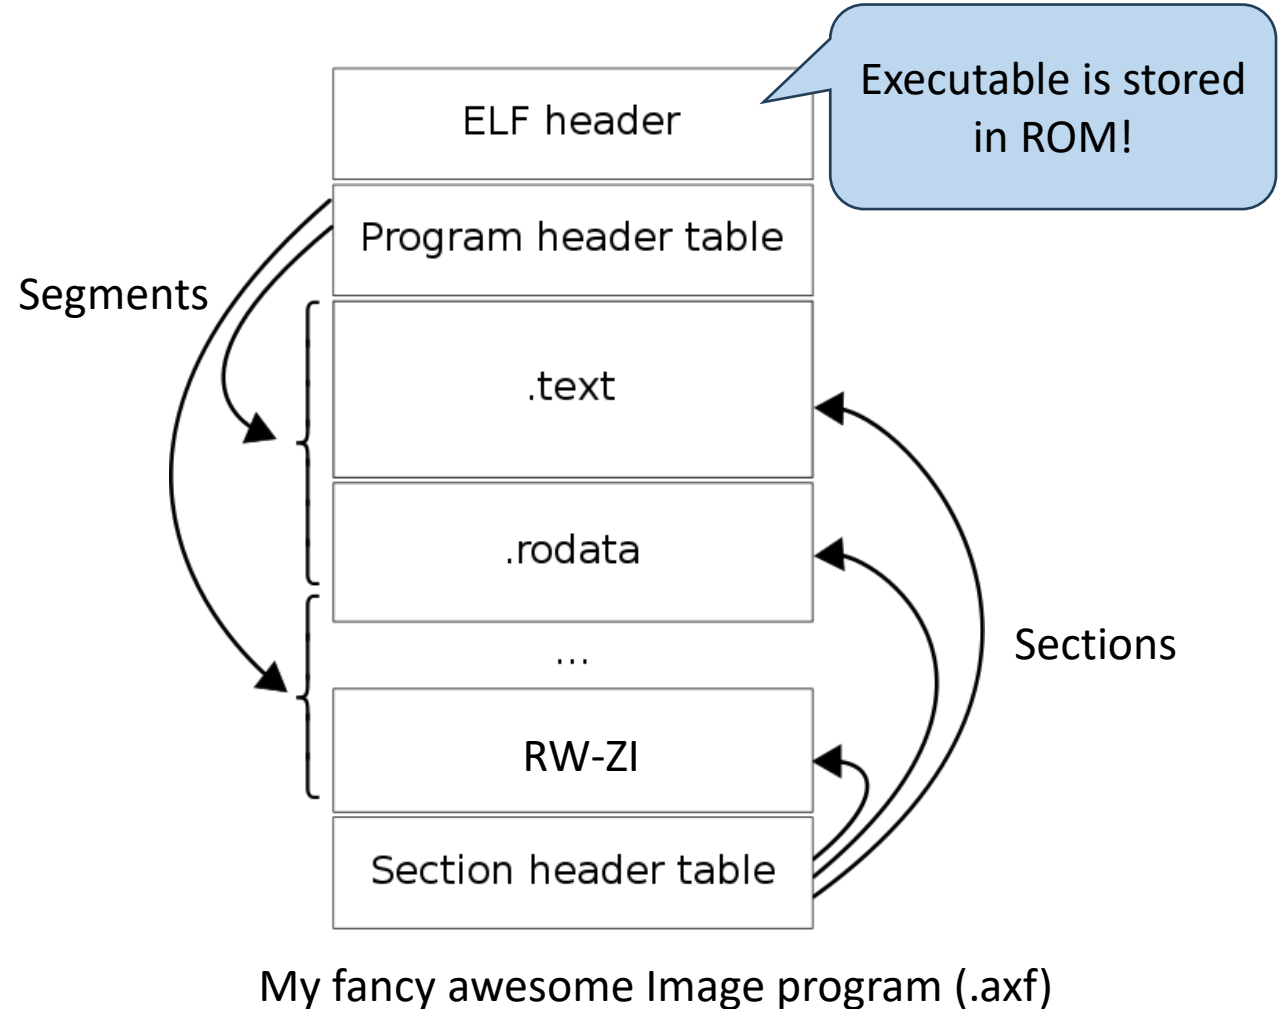 Executable is stored
in ROM!
ELF header
Program header table
Segments
.text
.rodata
...
Sections
RW-ZI
Section header table
My fancy awesome Image program (.axf)